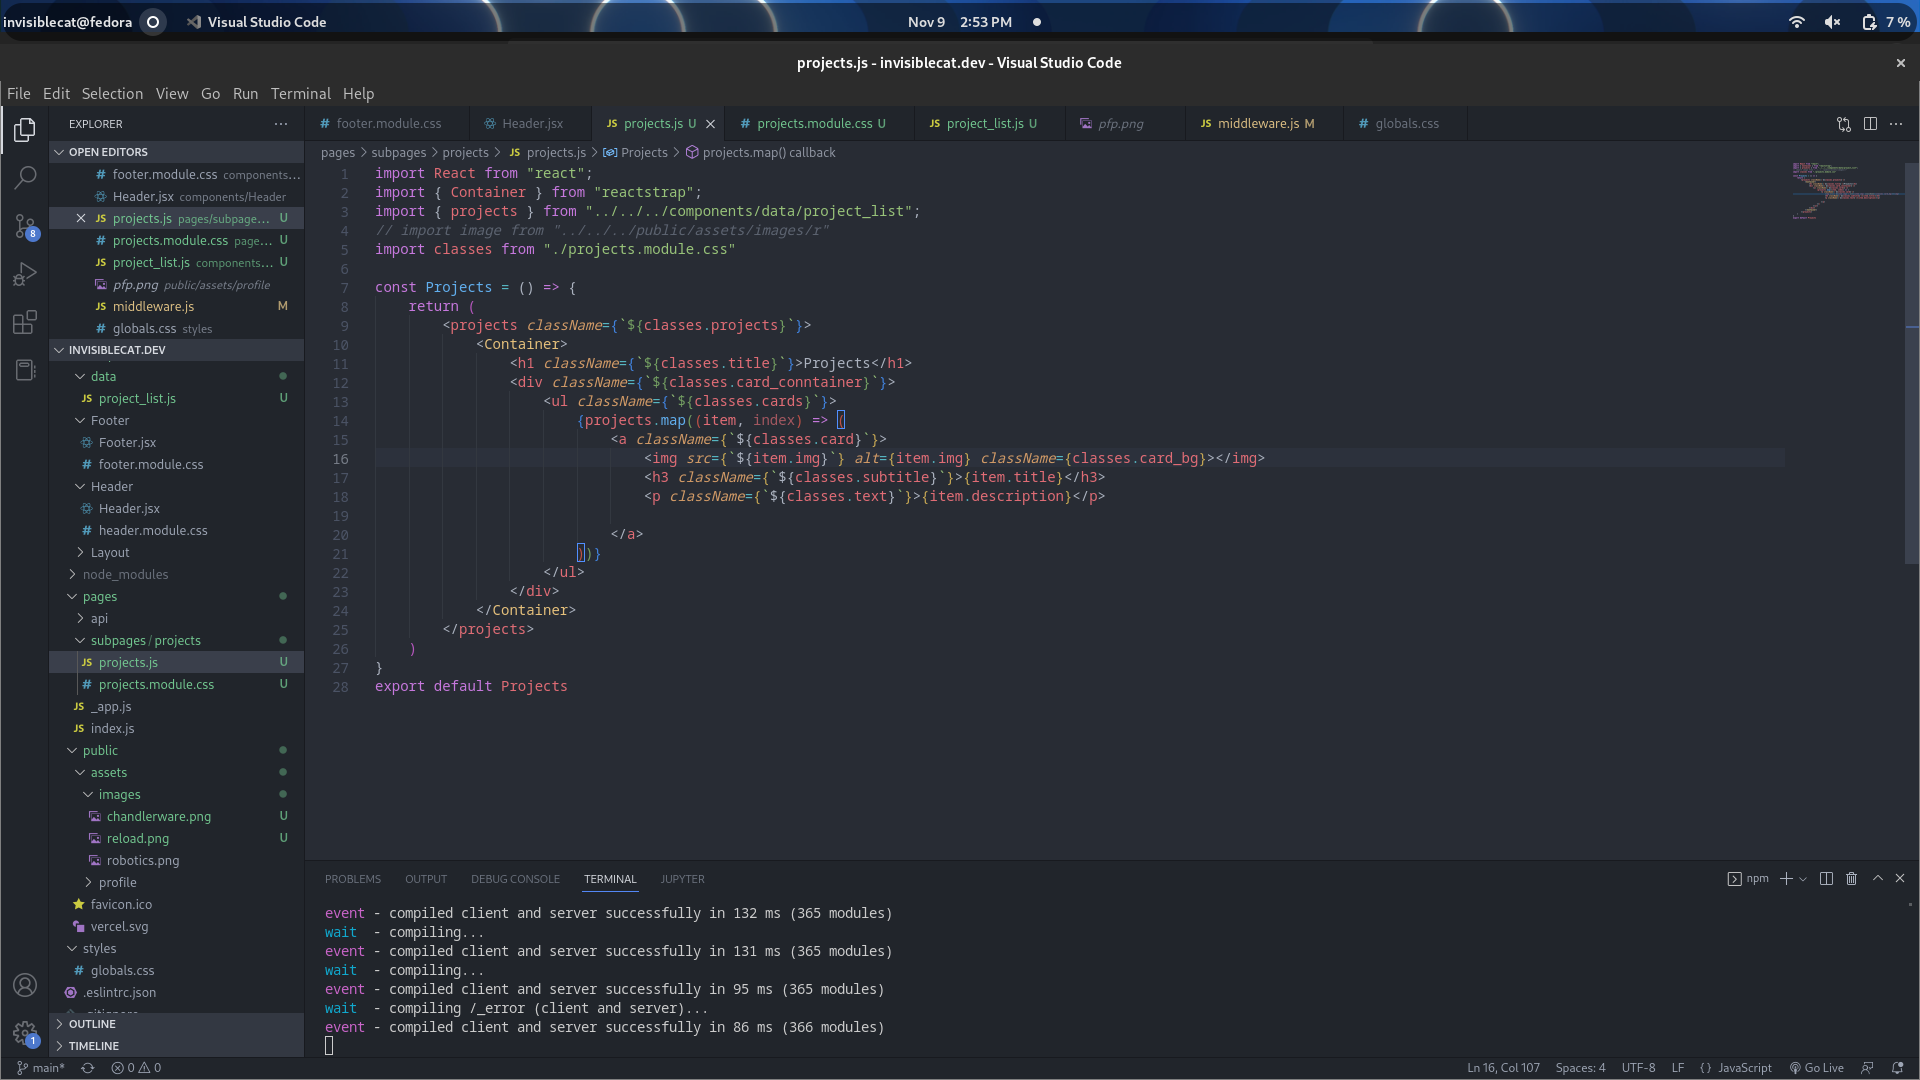 invisiblecat@fedora
Visual Studio Code
Nov 9 2:53 PM
7 %
projects.js - invisiblecat.dev - Visual Studio Code
File Edit Selection View Go Run Terminal Help
EXPLORER
OPEN EDITORS
footer.module.css components...
Header.jsx components/Header
JS projects.js pages/subpage... U
projects.module.css page... U
JS project_list.js components... U
pfp.png public/assets/profile
JS middleware.js M
globals.css styles
INVISIBLECAT.DEV
data
JS project_list.js U
Footer
Footer.jsx
footer.module.css
Header
Header.jsx
header.module.css
Layout
node_modules
pages
api
subpages / projects
JS projects.js U
projects.module.css U
JS _app.js
JS index.js
public
assets
images
chandlerware.png U
reload.png U
robotics.png
profile
favicon.ico
vercel.svg
styles
globals.css
.eslintrc.json
OUTLINE
TIMELINE
8
1
footer.module.css
Header.jsx
JS projects.js U
projects.module.css U
JS project_list.js U
pfp.png
JS middleware.js M
globals.css
pages > subpages > projects > JS projects.js > Projects > projects.map() callback
1 import React from "react";
2 import { Container } from "reactstrap";
3 import { projects } from "../../../components/data/project_list";
4 // import image from "../../../public/assets/images/r"
5 import classes from "./projects.module.css"
6
7 const Projects = () => {
8 return (
9 <projects className={`${classes.projects}`}>
10 <Container>
11 <h1 className={`${classes.title}`}>Projects</h1>
12 <div className={`${classes.card_conntainer}`}>
13 <ul className={`${classes.cards}`}>
14 {projects.map((item, index) => (
15 <a className={`${classes.card}`}>
16 <img src={`${item.img}`} alt={item.img} className={classes.card_bg}></img>
17 <h3 className={`${classes.subtitle}`}>{item.title}</h3>
18 <p className={`${classes.text}`}>{item.description}</p>
19
20 </a>
21 ))}
22 </ul>
23 </div>
24 </Container>
25 </projects>
26 )
27 }
28 export default Projects
PROBLEMS OUTPUT DEBUG CONSOLE TERMINAL JUPYTER
npm
event - compiled client and server successfully in 132 ms (365 modules)
wait - compiling...
event - compiled client and server successfully in 131 ms (365 modules)
wait - compiling...
event - compiled client and server successfully in 95 ms (365 modules)
wait - compiling /_error (client and server)...
event - compiled client and server successfully in 86 ms (366 modules)
main* 0 0
Ln 16, Col 107 Spaces: 4 UTF-8 LF {} JavaScript Go Live